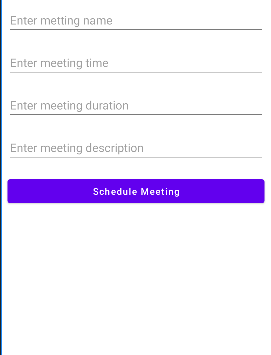 Enter metting name
Enter meeting time
Enter meeting duration
Enter meeting description
Schedule Meeting